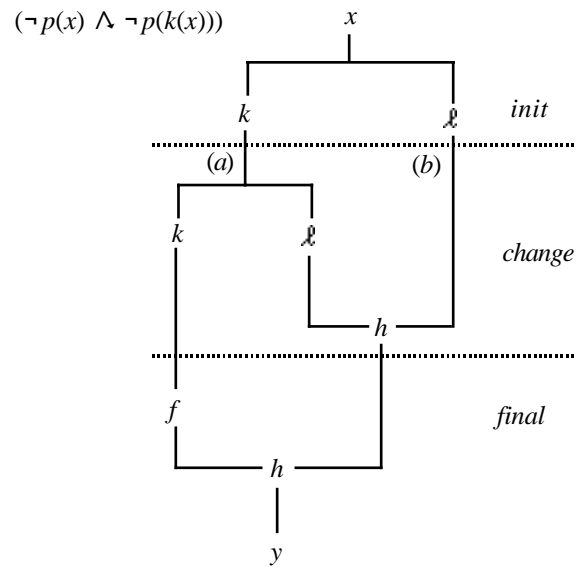 (¬ p(x) ∧ ¬ p(k(x)))
x
k ℓ init
(a) (b)
k ℓ change
h
f final
h
y